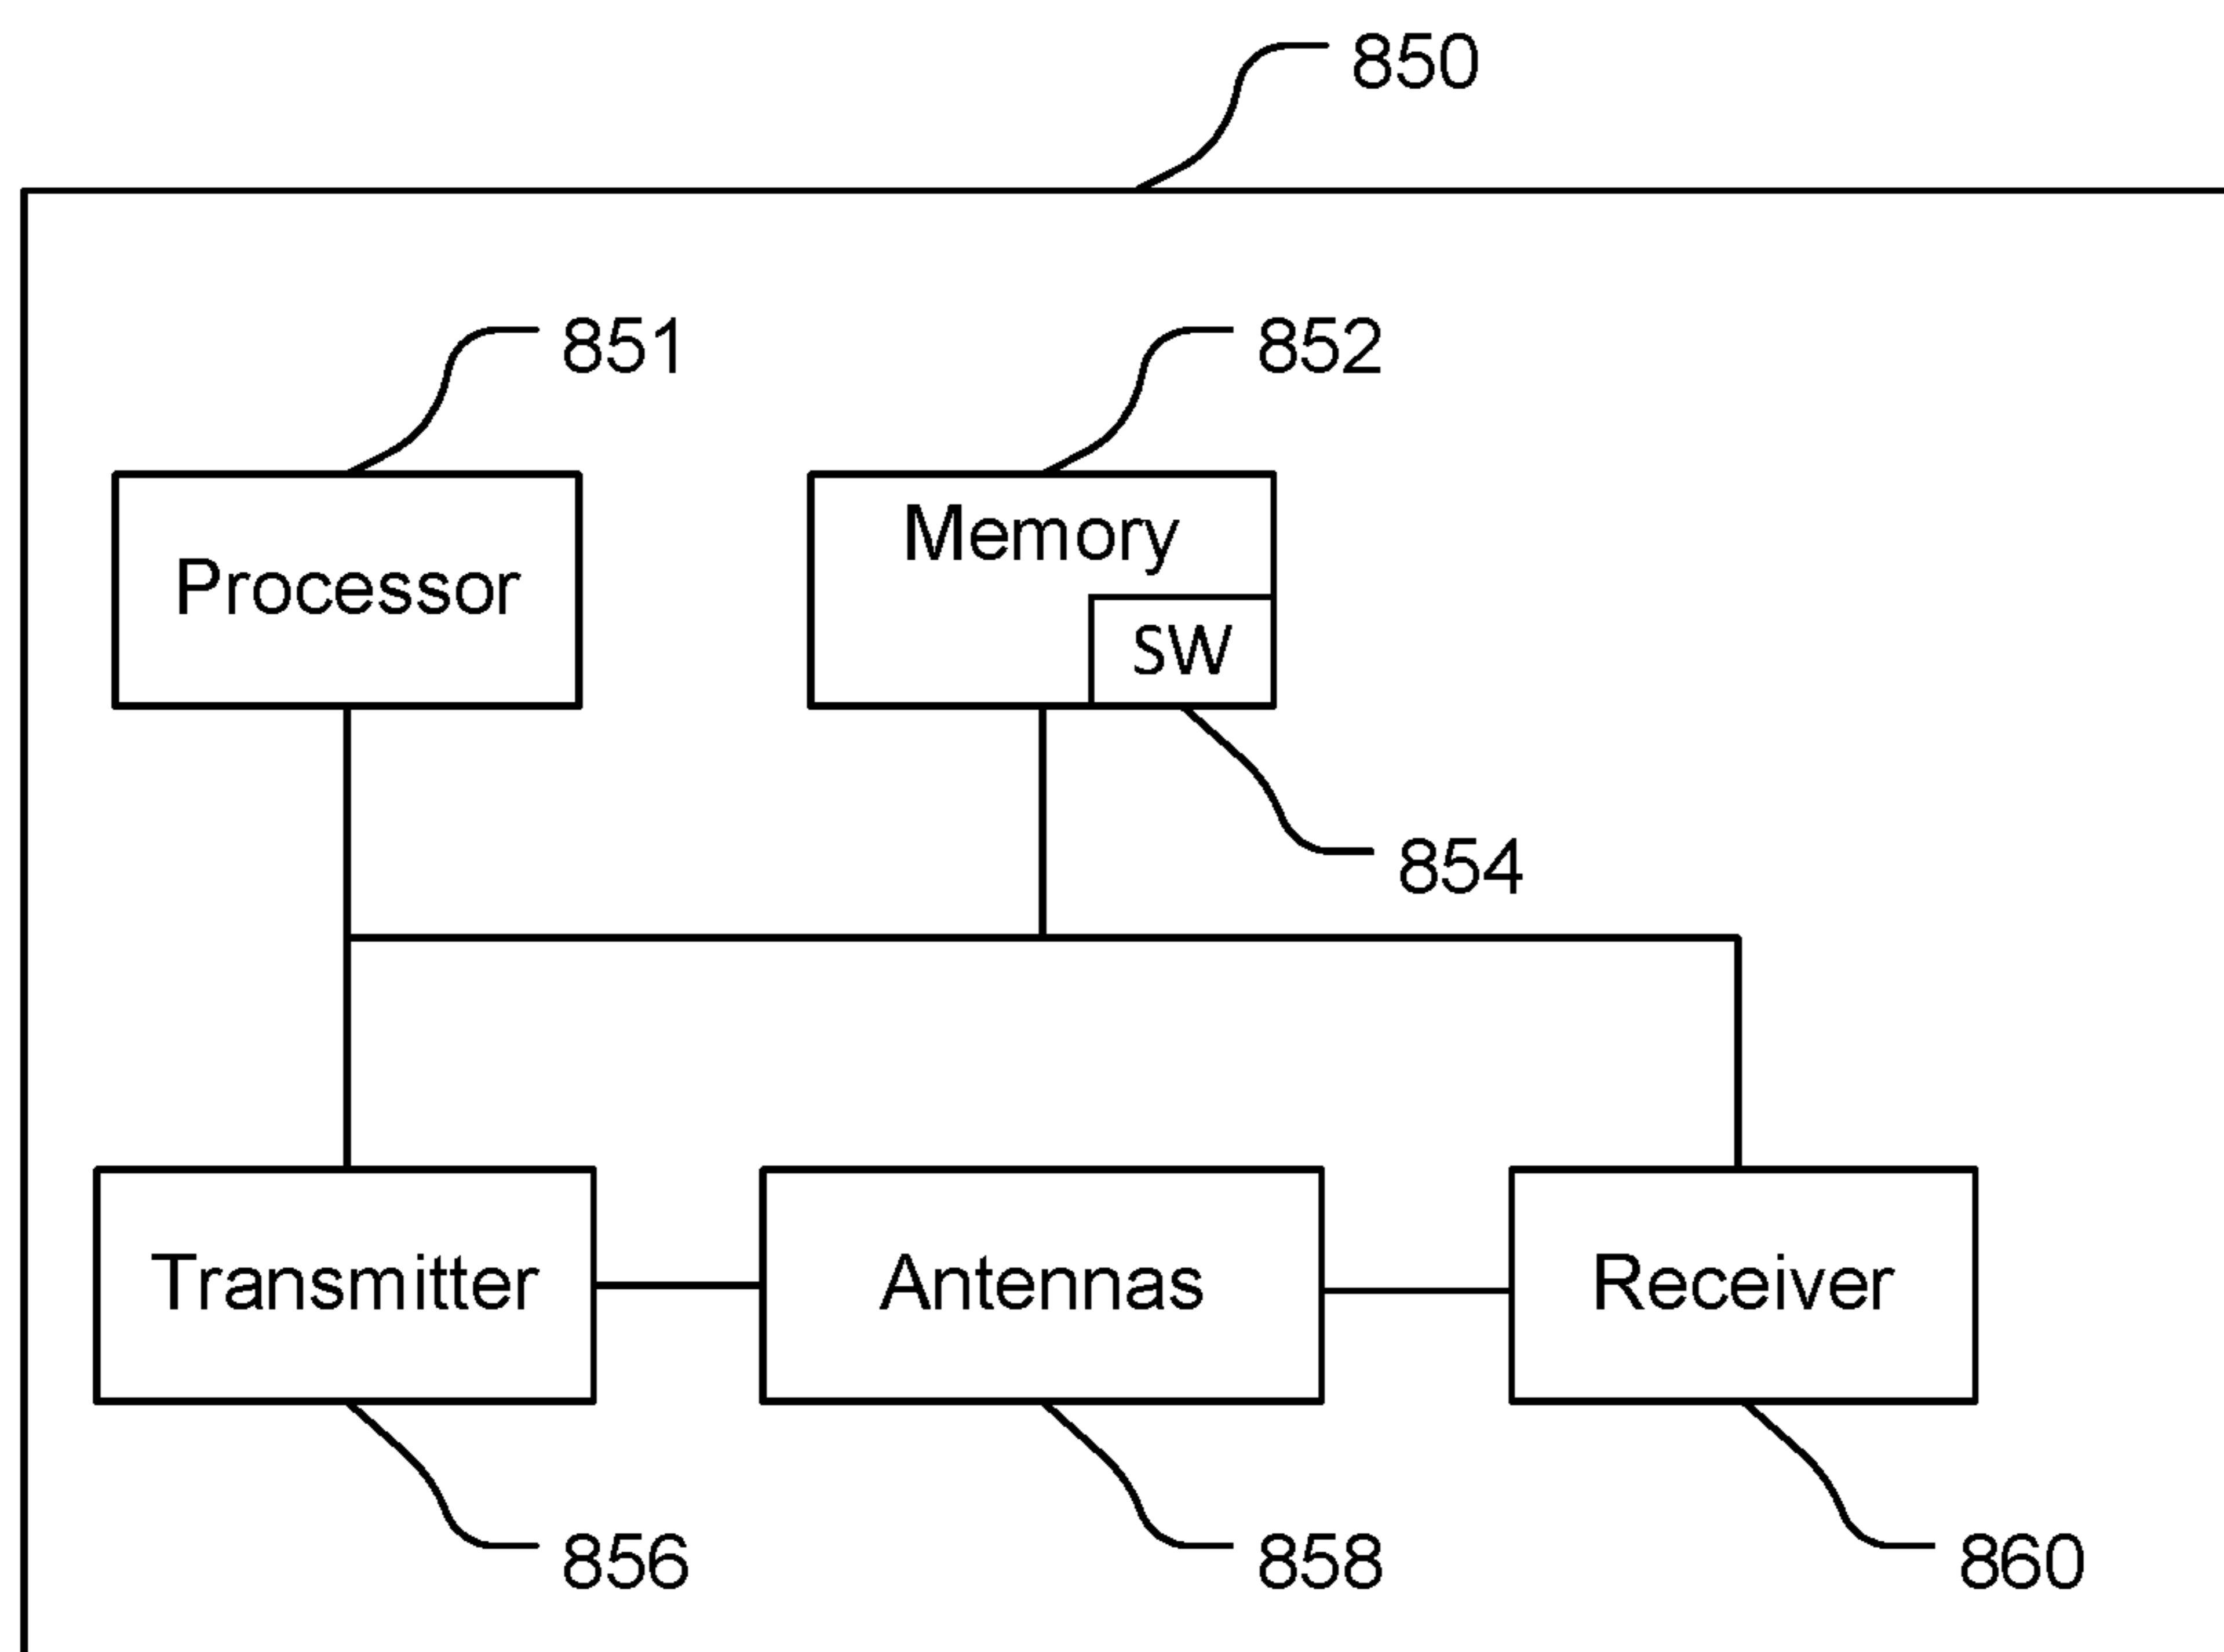 850
851
852
Processor
Memory
SW
854
Transmitter
Antennas
Receiver
856
858
860